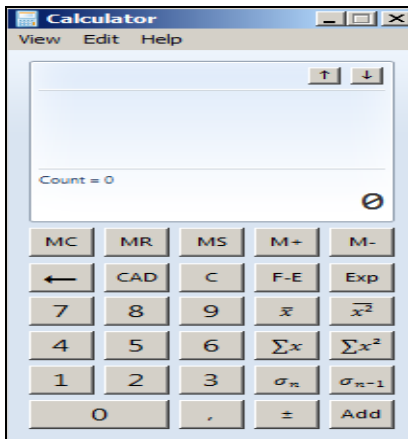 Calculator
View Edit Help
↑ ↓
Count = 0
0
MC MR MS M+ M-
← CAD C F-E Exp
7 8 9 x̄ x̄²
4 5 6 ∑x ∑x²
1 2 3 σₙ σₙ₋₁
0 , ± Add